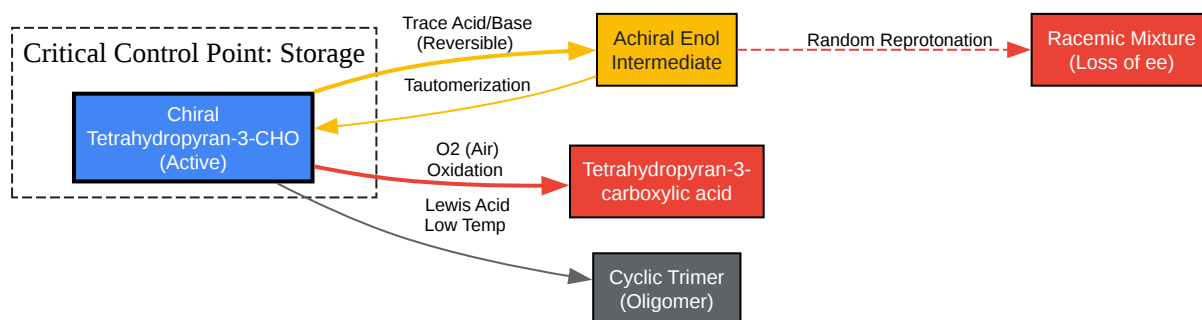 Critical Control Point: Storage
Chiral
Tetrahydropyran-3-CHO
(Active)
Trace Acid/Base
(Reversible)
Tautomerization
Achiral Enol
Intermediate
Random Reprotonation
Racemic Mixture
(Loss of ee)
O2 (Air)
Oxidation
Tetrahydropyran-3-
carboxylic acid
Lewis Acid
Low Temp
Cyclic Trimer
(Oligomer)